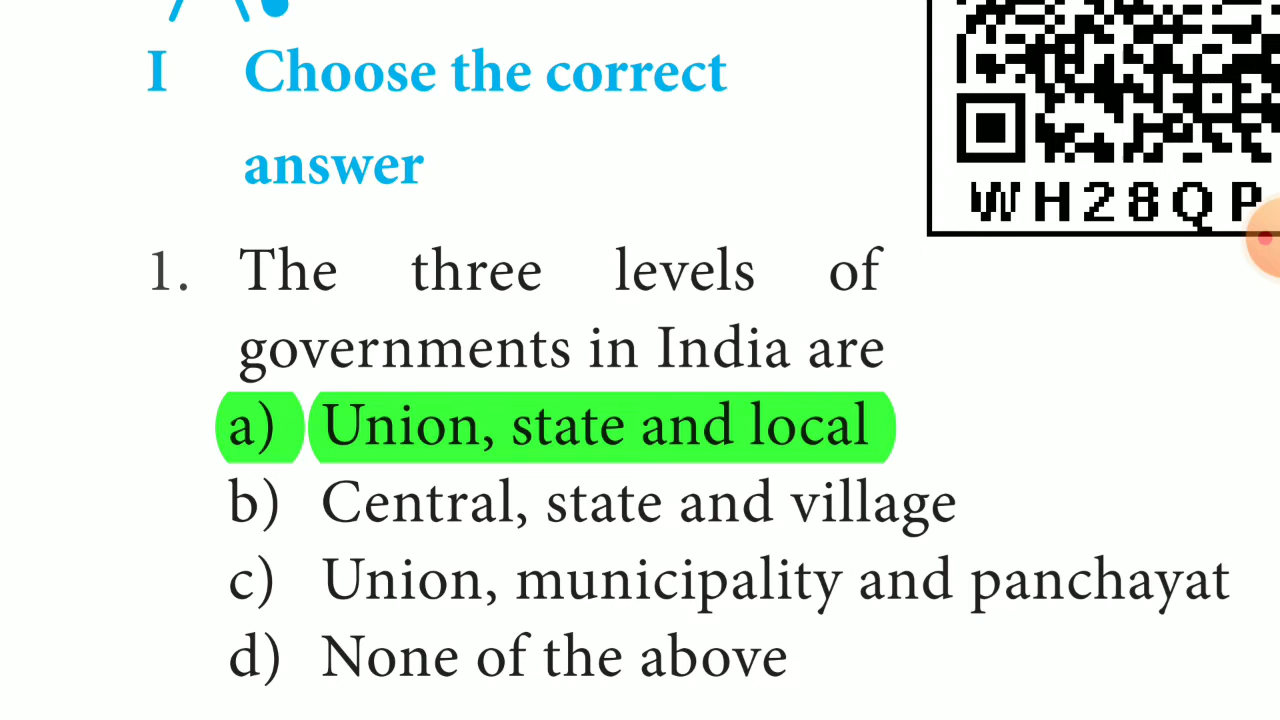 I Choose the correct
answer
WH28QP
1. The three levels of
governments in India are
a) Union, state and local
b) Central, state and village
c) Union, municipality and panchayat
d) None of the above